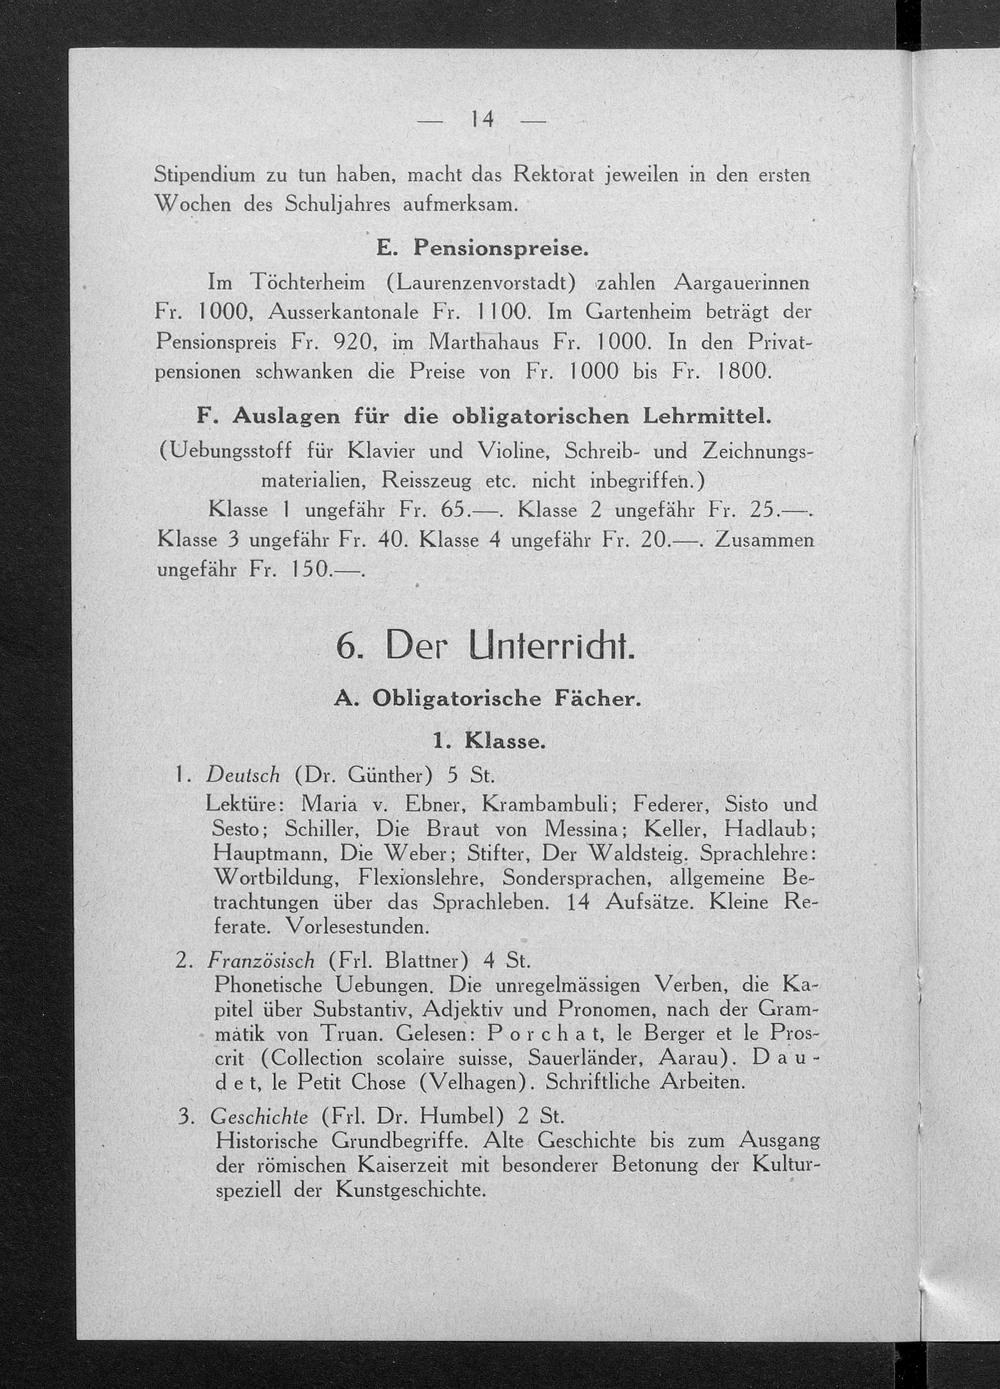 — 14 —
Stipendium zu tun haben, macht das Rektorat jeweilen in den ersten
Wochen des Schuljahres aufmerksam.
E. Pensionspreise.
Im Töchterheim (Laurenzenvorstadt) zahlen Aargauerinnen
Fr. 1000, Ausserkantonale Fr. 1100. Im Gartenheim beträgt der
Pensionspreis Fr. 920, im Marthahaus Fr. 1000. In den Privat-
pensionen schwanken die Preise von Fr. 1000 bis Fr. 1800.
F. Auslagen für die obligatorischen Lehrmittel.
(Uebungsstoff für Klavier und Violine, Schreib- und Zeichnungs-
materialien, Reisszeug etc. nicht inbegriffen.)
Klasse 1 ungefähr Fr. 65.—. Klasse 2 ungefähr Fr. 25.—.
Klasse 3 ungefähr Fr. 40. Klasse 4 ungefähr Fr. 20.—. Zusammen
ungefähr Fr. 150.—.
6. Der Unterricht.
A. Obligatorische Fächer.
1. Klasse.
1. Deutsch (Dr. Günther) 5 St.
Lektüre: Maria v. Ebner, Krambambuli; Federer, Sisto und
Sesto; Schiller, Die Braut von Messina; Keller, Hadlaub;
Hauptmann, Die Weber; Stifter, Der Waldsteig. Sprachlehre:
Wortbildung, Flexionslehre, Sondersprachen, allgemeine Be-
trachtungen über das Sprachleben. 14 Aufsätze. Kleine Re-
ferate. Vorlesestunden.
2. Französisch (Frl. Blattner) 4 St.
Phonetische Uebungen. Die unregelmässigen Verben, die Ka-
pitel über Substantiv, Adjektiv und Pronomen, nach der Gram-
matik von Truan. Gelesen: Porchat, le Berger et le Pros-
crit (Collection scolaire suisse, Sauerländer, Aarau). Dau-
det, le Petit Chose (Velhagen). Schriftliche Arbeiten.
3. Geschichte (Frl. Dr. Humbel) 2 St.
Historische Grundbegriffe. Alte Geschichte bis zum Ausgang
der römischen Kaiserzeit mit besonderer Betonung der Kultur-
speziell der Kunstgeschichte.